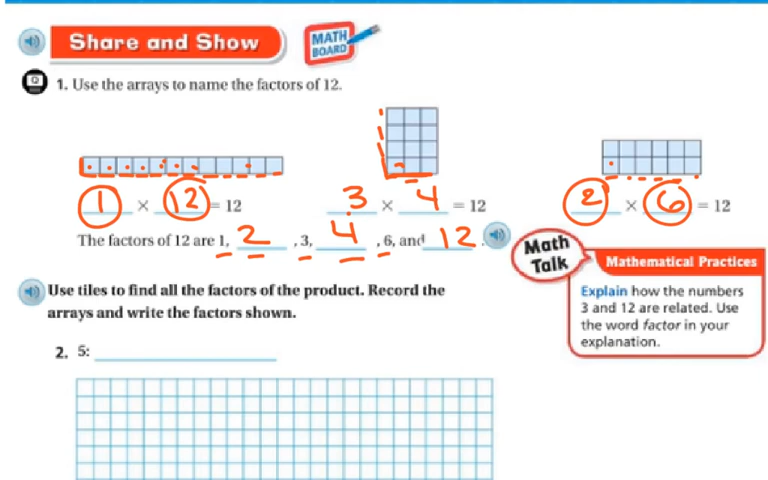 Share and Show
MATH
BOARD
1. Use the arrays to name the factors of 12.
1 × 12 = 12
3 × 4 = 12
2 × 6 = 12
The factors of 12 are 1, 2, 3, 4, 6, and 12.
Math
Talk
Mathematical Practices
Explain how the numbers
3 and 12 are related. Use
the word factor in your
explanation.
Use tiles to find all the factors of the product. Record the
arrays and write the factors shown.
2. 5: